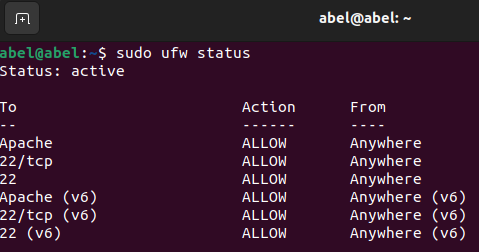 abel@abel: ~
abel@abel:~$ sudo ufw status
Status: active
To                         Action      From
--                         ------      ----
Apache                     ALLOW       Anywhere
22/tcp                     ALLOW       Anywhere
22                         ALLOW       Anywhere
Apache (v6)                ALLOW       Anywhere (v6)
22/tcp (v6)                ALLOW       Anywhere (v6)
22 (v6)                    ALLOW       Anywhere (v6)